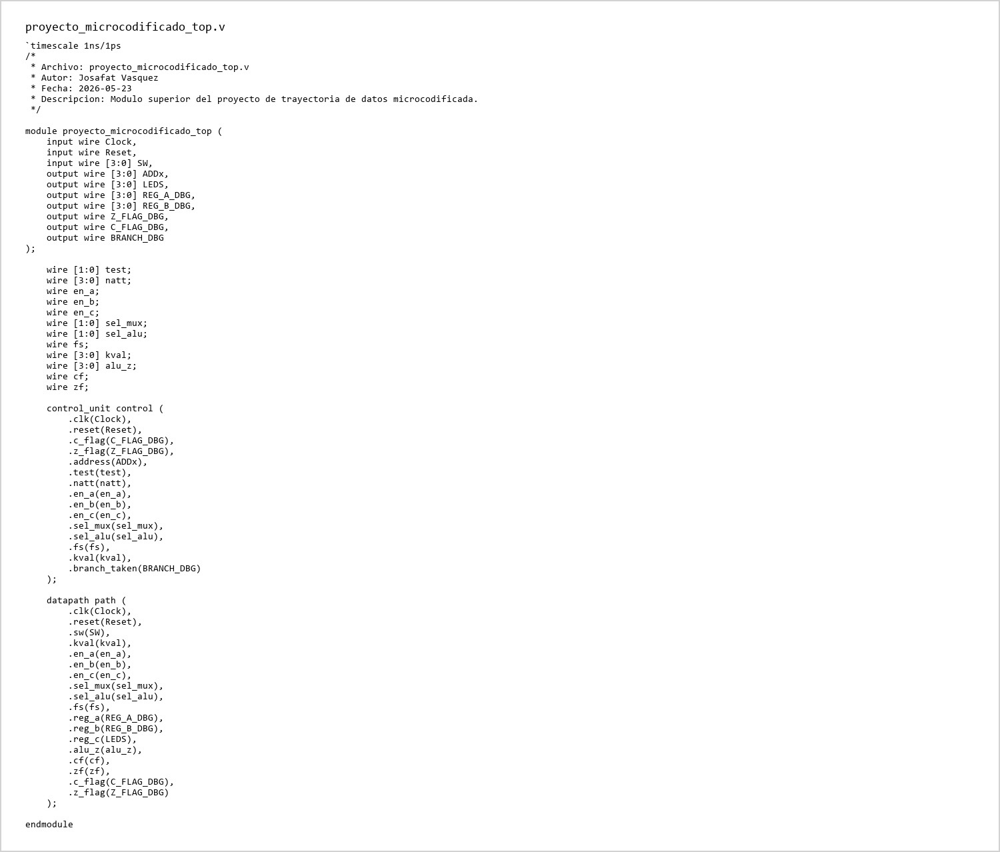 proyecto_microcodificado_top.v
`timescale 1ns/1ps
/*
 * Archivo: proyecto_microcodificado_top.v
 * Autor: Josafat Vasquez
 * Fecha: 2026-05-23
 * Descripcion: Modulo superior del proyecto de trayectoria de datos microcodificada.
 */

module proyecto_microcodificado_top (
    input wire Clock,
    input wire Reset,
    input wire [3:0] SW,
    output wire [3:0] ADDx,
    output wire [3:0] LEDS,
    output wire [3:0] REG_A_DBG,
    output wire [3:0] REG_B_DBG,
    output wire Z_FLAG_DBG,
    output wire C_FLAG_DBG,
    output wire BRANCH_DBG
);

    wire [1:0] test;
    wire [3:0] natt;
    wire en_a;
    wire en_b;
    wire en_c;
    wire [1:0] sel_mux;
    wire [1:0] sel_alu;
    wire fs;
    wire [3:0] kval;
    wire [3:0] alu_z;
    wire cf;
    wire zf;

    control_unit control (
        .clk(Clock),
        .reset(Reset),
        .c_flag(C_FLAG_DBG),
        .z_flag(Z_FLAG_DBG),
        .address(ADDx),
        .test(test),
        .natt(natt),
        .en_a(en_a),
        .en_b(en_b),
        .en_c(en_c),
        .sel_mux(sel_mux),
        .sel_alu(sel_alu),
        .fs(fs),
        .kval(kval),
        .branch_taken(BRANCH_DBG)
    );

    datapath path (
        .clk(Clock),
        .reset(Reset),
        .sw(SW),
        .kval(kval),
        .en_a(en_a),
        .en_b(en_b),
        .en_c(en_c),
        .sel_mux(sel_mux),
        .sel_alu(sel_alu),
        .fs(fs),
        .reg_a(REG_A_DBG),
        .reg_b(REG_B_DBG),
        .reg_c(LEDS),
        .alu_z(alu_z),
        .cf(cf),
        .zf(zf),
        .c_flag(C_FLAG_DBG),
        .z_flag(Z_FLAG_DBG)
    );

endmodule